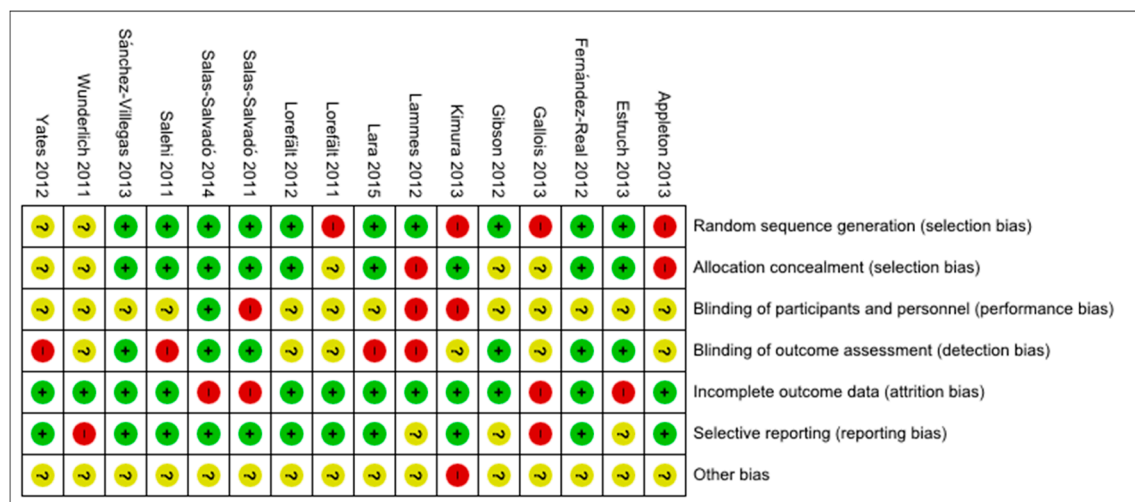 Yates 2012
Wunderlich 2011
Sánchez-Villegas 2013
Salehi 2011
Salas-Salvadó 2014
Salas-Salvadó 2011
Lorefält 2012
Lorefält 2011
Lara 2015
Lammes 2012
Kimura 2013
Gibson 2012
Gallois 2013
Fernández-Real 2012
Estruch 2013
Appleton 2013
? ? + + + + + – + + – + – + + – Random sequence generation (selection bias)
? ? + + + + + ? + – + ? ? + + – Allocation concealment (selection bias)
? ? ? ? + – ? ? ? – – ? ? ? ? ? Blinding of participants and personnel (performance bias)
– ? + – + + ? ? – – ? + ? + + ? Blinding of outcome assessment (detection bias)
+ + + + – – + + + + + + – + – + Incomplete outcome data (attrition bias)
+ – + + + + + + + ? + ? – + ? + Selective reporting (reporting bias)
? ? ? ? ? ? ? ? ? ? – ? ? ? ? ? Other bias